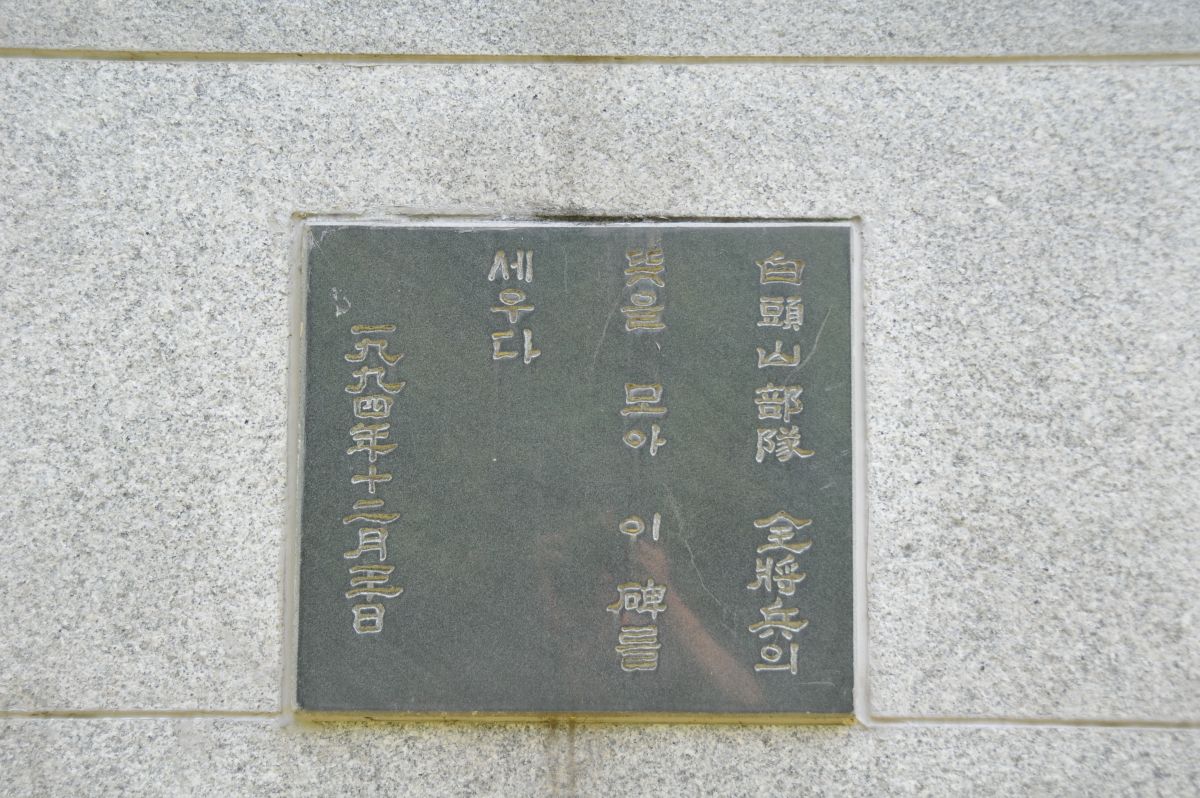 白頭山部隊 全將兵의
뜻을 모아 이 碑를
세우다
一九九四年十二月五日